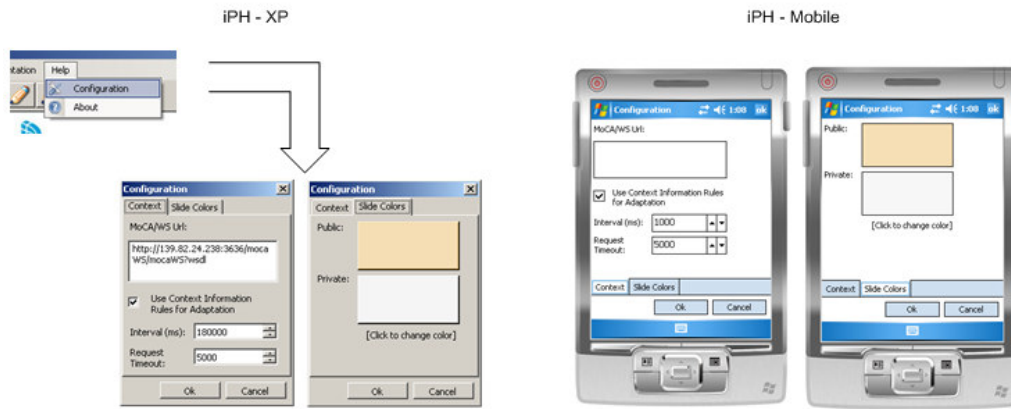 iPH - XP
iPH - Mobile
ntation Help
Configuration
About
Configuration
Context Slide Colors
MoCA/WS Url:
http://139.82.24.238:3636/moca
WS/mocaWS?wsdl
Use Context Information
Rules for Adaptation
Interval (ms): 180000
Request
Timeout: 5000
Ok Cancel
Configuration
Context Slide Colors
Public:
Private:
[Click to change color]
Ok Cancel
Configuration 1:08 ok
MoCA/WS Url:
Use Context Information Rules
for Adaptation
Interval (ms): 1000
Request
Timeout: 5000
Context Slide Colors
Ok Cancel
Configuration 1:08 ok
Public:
Private:
[Click to change color]
Context Slide Colors
Ok Cancel